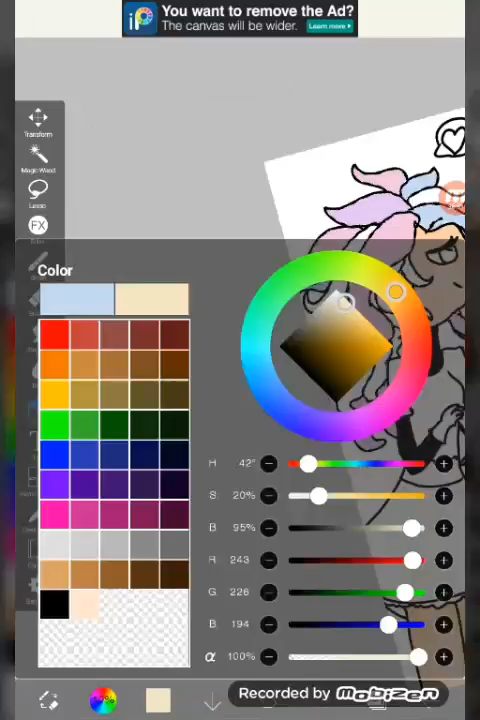 iP
You want to remove the Ad?
The canvas will be wider.
Learn more ▸
Transform
Magic Wand
Lasso
FX
Color
H 42°
S 20%
B 95%
R 243
G 226
B 194
α 100%
Recorded by MOBIZEN